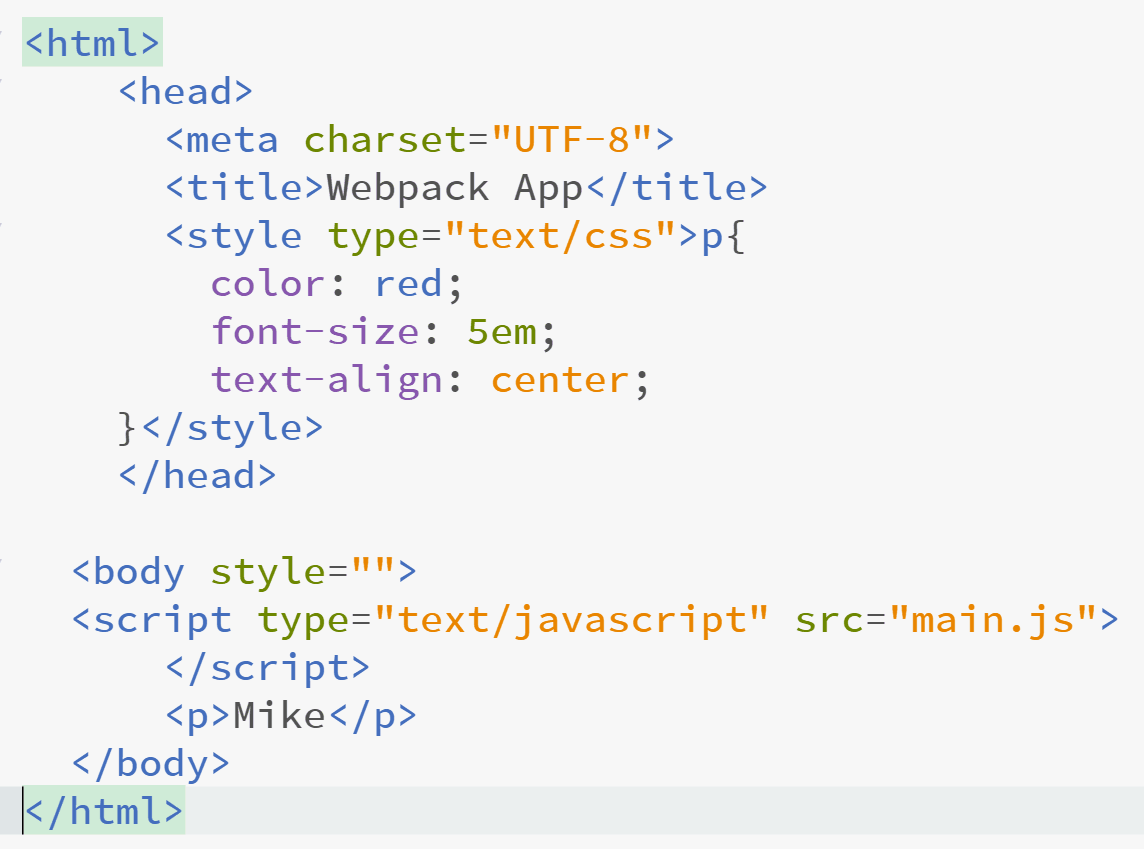 <html>
<head>
<meta charset="UTF-8">
<title>Webpack App</title>
<style type="text/css">p{
color: red;
font-size: 5em;
text-align: center;
}</style>
</head>
<body style="">
<script type="text/javascript" src="main.js">
</script>
<p>Mike</p>
</body>
</html>